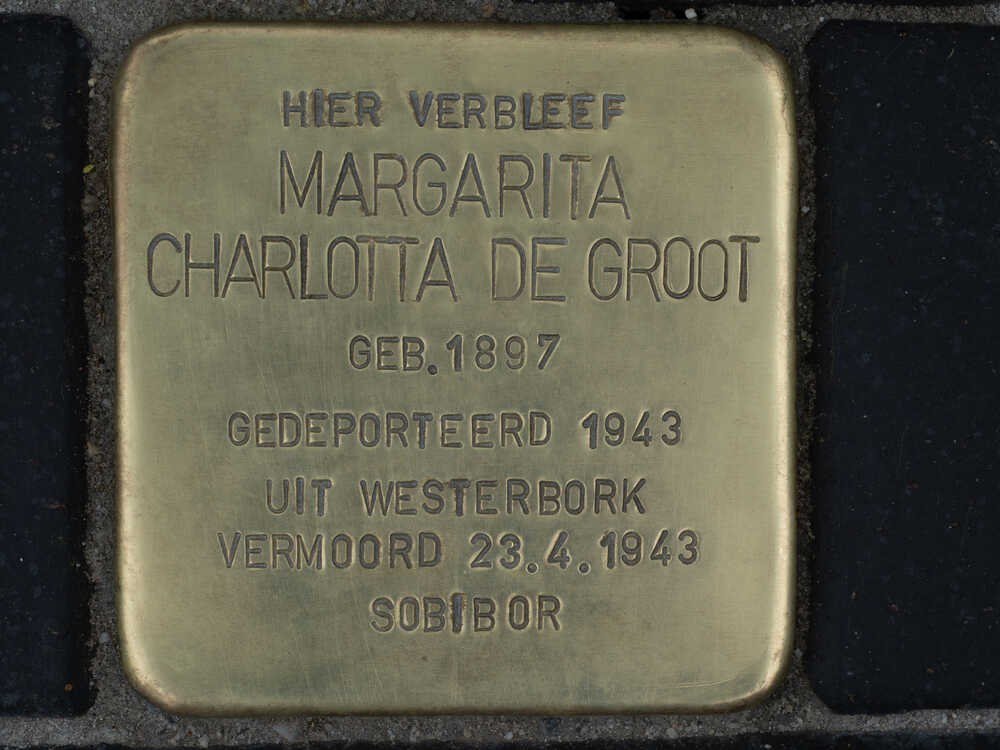 HIER VERBLEEF
MARGARITA
CHARLOTTA DE GROOT
GEB. 1897
GEDEPORTEERD 1943
UIT WESTERBORK
VERMOORD 23.4.1943
SOBIBOR